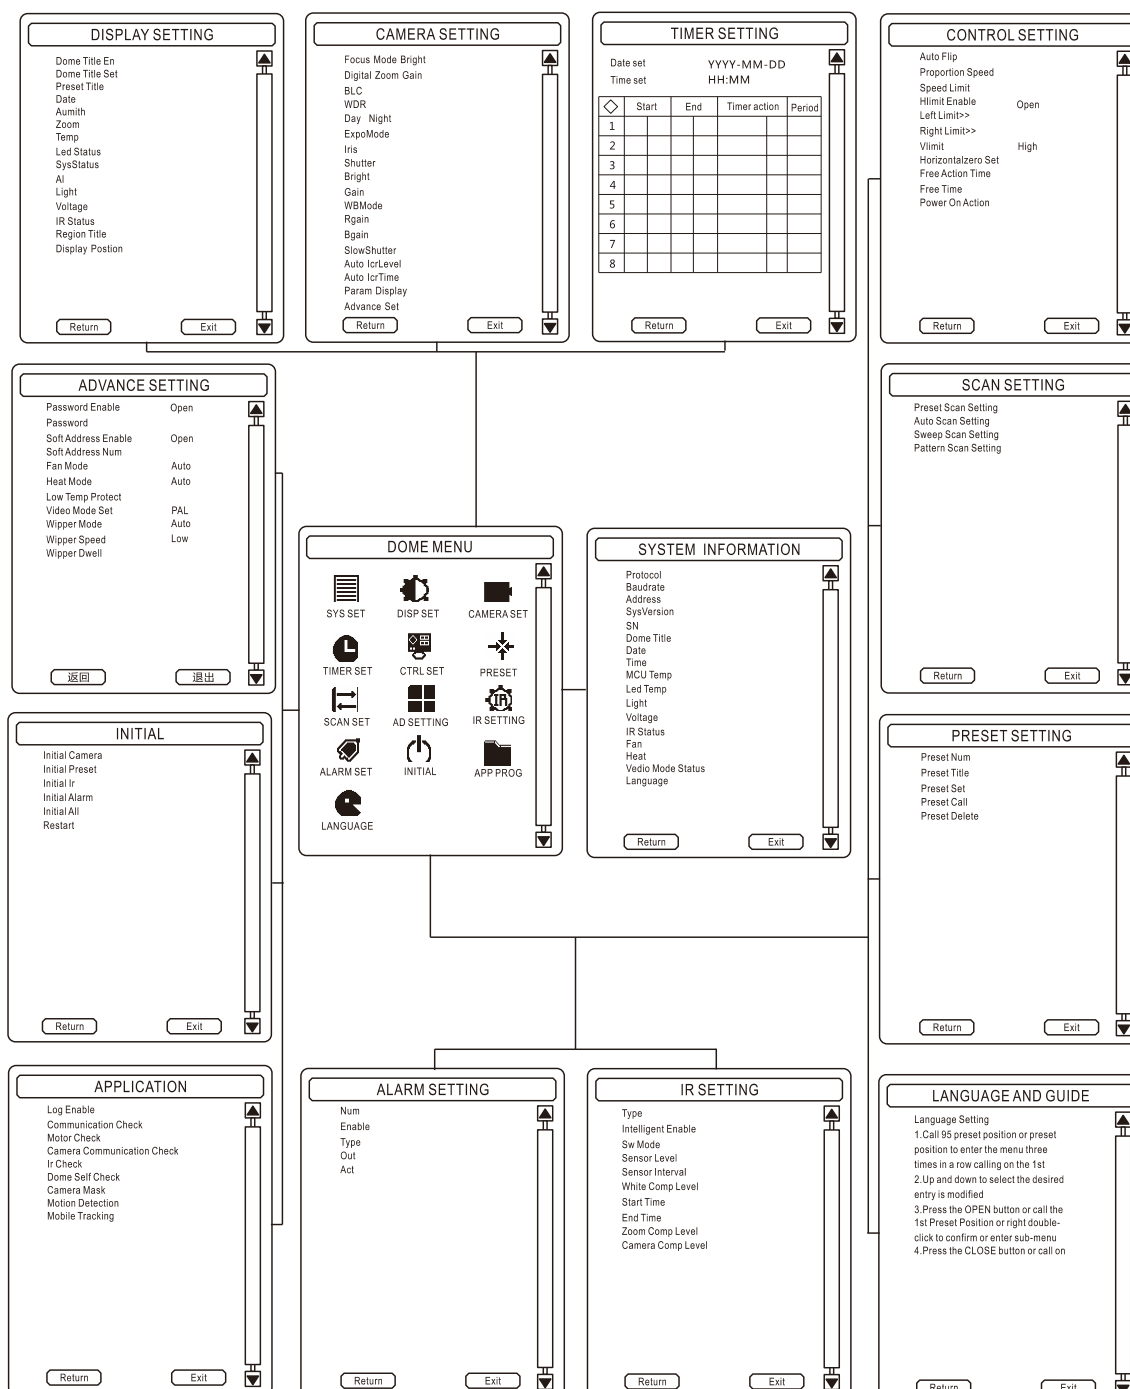 DISPLAY SETTING
Dome Title En
Dome Title Set
Preset Title
Date
Aumith
Zoom
Temp
Led Status
SysStatus
AI
Light
Voltage
IR Status
Region Title
Display Postion
Return Exit
CAMERA SETTING
Focus Mode Bright
Digital Zoom Gain
BLC
WDR
Day Night
ExpoMode
Iris
Shutter
Bright
Gain
WBMode
Rgain
Bgain
SlowShutter
Auto IcrLevel
Auto IcrTime
Param Display
Advance Set
Return Exit
TIMER SETTING
Date set YYYY-MM-DD
Time set HH:MM
Start End Timer action Period
1
2
3
4
5
6
7
8
Return Exit
CONTROL SETTING
Auto Flip
Proportion Speed
Speed Limit
Hlimit Enable Open
Left Limit>>
Right Limit>>
Vlimit High
Horizontalzero Set
Free Action Time
Free Time
Power On Action
Return Exit
ADVANCE SETTING
Password Enable Open
Password
Soft Address Enable Open
Soft Address Num
Fan Mode Auto
Heat Mode Auto
Low Temp Protect
Video Mode Set PAL
Wipper Mode Auto
Wipper Speed Low
Wipper Dwell
返回 退出
DOME MENU
SYS SET DISP SET CAMERA SET
TIMER SET CTRL SET PRESET
IR
SCAN SET AD SETTING IR SETTING
ALARM SET INITIAL APP PROG
LANGUAGE
SYSTEM INFORMATION
Protocol
Baudrate
Address
SysVersion
SN
Dome Title
Date
Time
MCU Temp
Led Temp
Light
Voltage
IR Status
Fan
Heat
Vedio Mode Status
Language
Return Exit
SCAN SETTING
Preset Scan Setting
Auto Scan Setting
Sweep Scan Setting
Pattern Scan Setting
Return Exit
INITIAL
Initial Camera
Initial Preset
Initial Ir
Initial Alarm
Initial All
Restart
Return Exit
PRESET SETTING
Preset Num
Preset Title
Preset Set
Preset Call
Preset Delete
Return Exit
APPLICATION
Log Enable
Communication Check
Motor Check
Camera Communication Check
Ir Check
Dome Self Check
Camera Mask
Motion Detection
Mobile Tracking
Return Exit
ALARM SETTING
Num
Enable
Type
Out
Act
Return Exit
IR SETTING
Type
Intelligent Enable
Sw Mode
Sensor Level
Sensor Interval
White Comp Level
Start Time
End Time
Zoom Comp Level
Camera Comp Level
Return Exit
LANGUAGE AND GUIDE
Language Setting
1.Call 95 preset position or preset
position to enter the menu three
times in a row calling on the 1st
2.Up and down to select the desired
entry is modified
3.Press the OPEN button or call the
1st Preset Position or right double-
click to confirm or enter sub-menu
4.Press the CLOSE button or call on
Return Exit